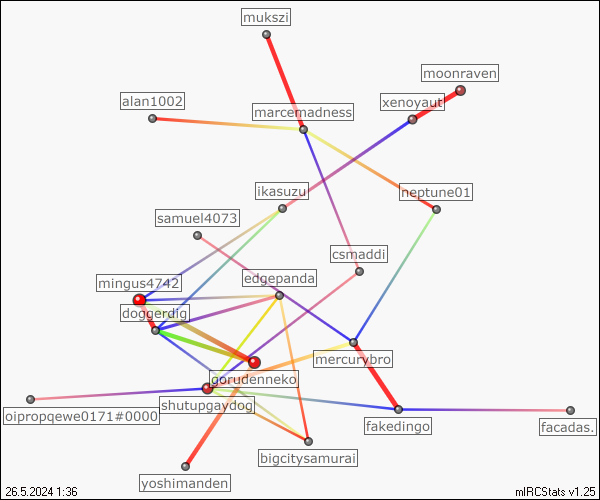 mukszi
moonraven
alan1002
xenoyaut
marcemadness
ikasuzu
neptune01
samuel4073
csmaddi
edgepanda
mingus4742
doggerdig
mercurybro
gorudenneko
shutupgaydog
oipropqewe0171#0000
fakedingo
facadas.
bigcitysamurai
yoshimanden
26.5.2024 1:36
mIRCStats v1.25